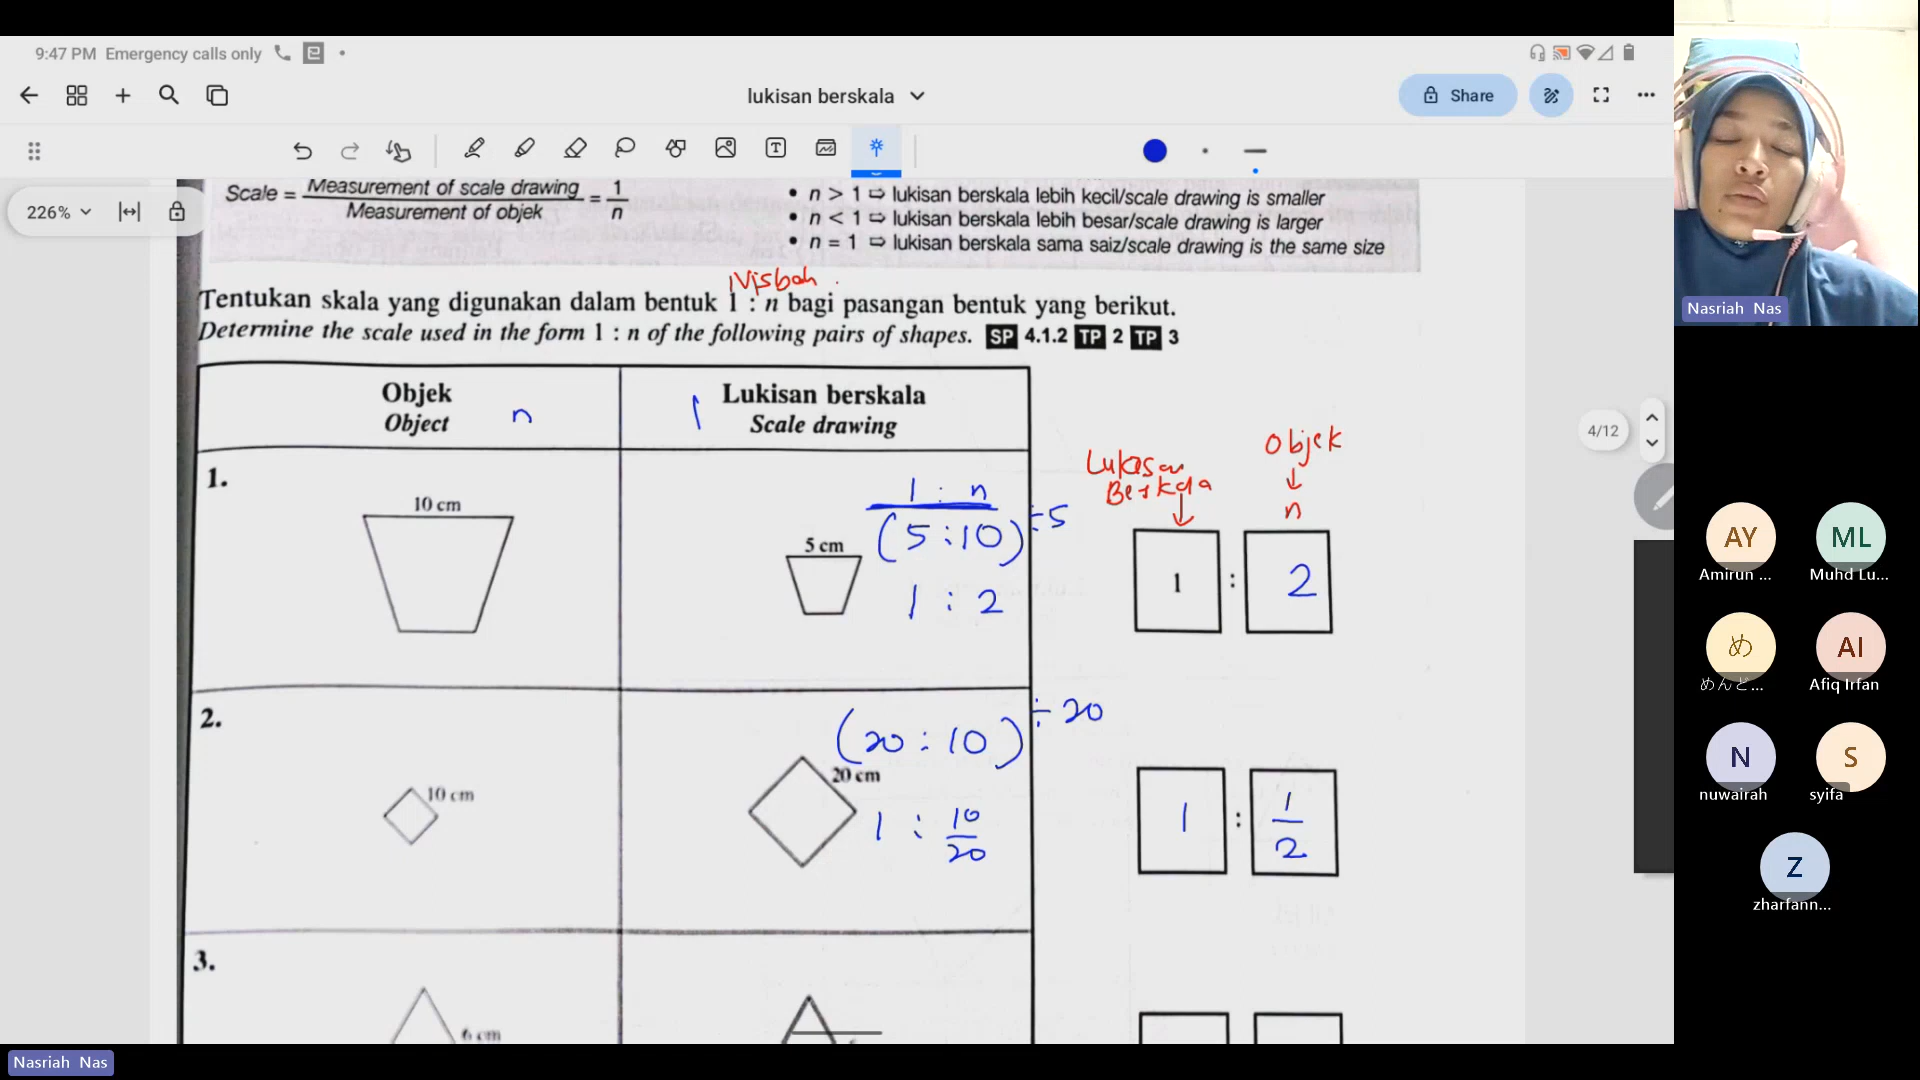 9:47 PM Emergency calls only
lukisan berskala
Share
226%
Scale = Measurement of scale drawing / Measurement of objek = 1/n
• n > 1 ⇨ lukisan berskala lebih kecil/scale drawing is smaller
• n < 1 ⇨ lukisan berskala lebih besar/scale drawing is larger
• n = 1 ⇨ lukisan berskala sama saiz/scale drawing is the same size
Nisbah
Tentukan skala yang digunakan dalam bentuk 1 : n bagi pasangan bentuk yang berikut.
Determine the scale used in the form 1 : n of the following pairs of shapes. SP 4.1.2 TP 2 TP 3
Objek
Object
n
1
Lukisan berskala
Scale drawing
1.
10 cm
5 cm
1 : n
(5 : 10) ÷5
1 : 2
Lukisan
Berskala
Objek
n
1 : 2
2.
10 cm
20 cm
(20 : 10) ÷ 20
1 : 10/20
1 : 1/2
3.
6 cm
4/12
Nasriah Nas
AY
Amirun ...
ML
Muhd Lu...
め
めんど...
AI
Afiq Irfan
N
nuwairah
S
syifa
Z
zharfann...
Nasriah Nas